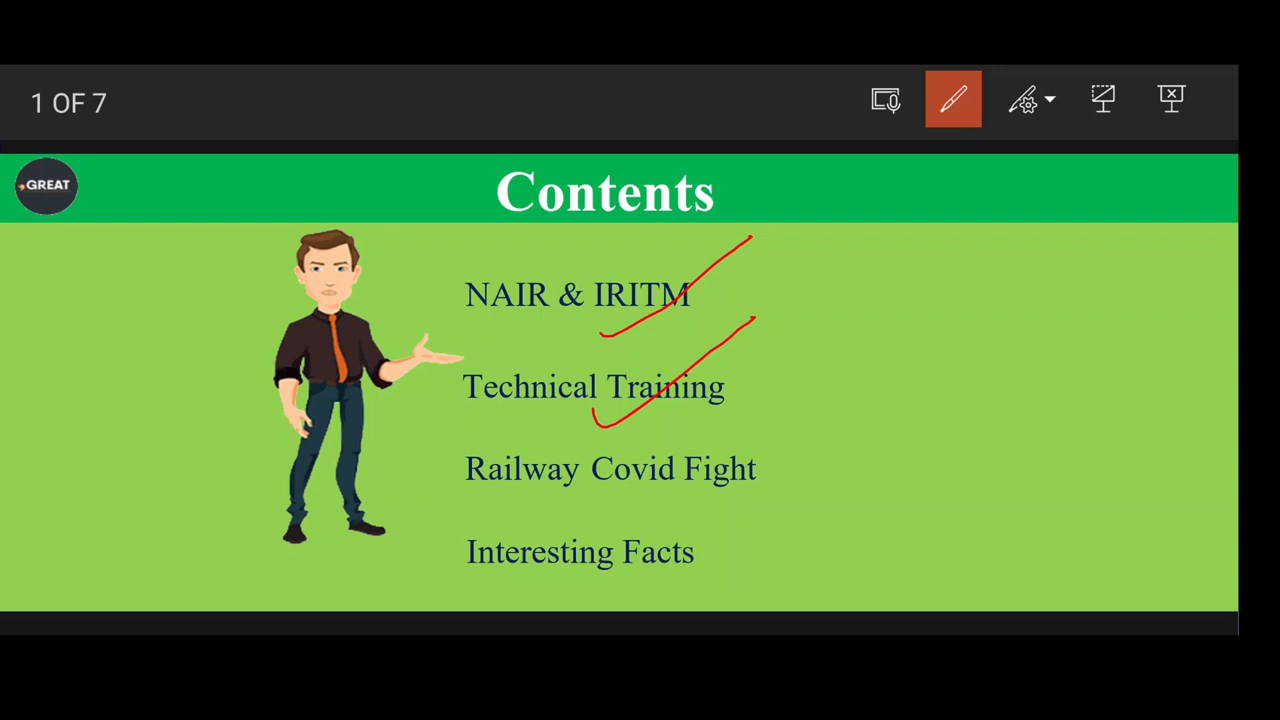 1 OF 7
GREAT
Contents
NAIR & IRITM
Technical Training
Railway Covid Fight
Interesting Facts